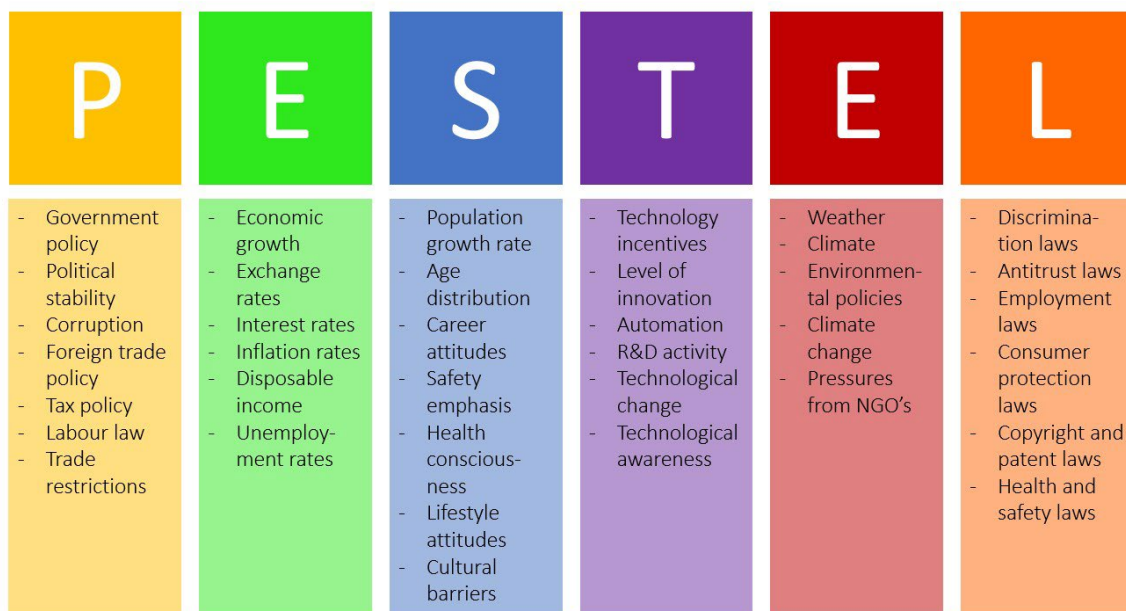 P
E
S
T
E
L
- Government
policy
- Political
stability
- Corruption
- Foreign trade
policy
- Tax policy
- Labour law
- Trade
restrictions
- Economic
growth
- Exchange
rates
- Interest rates
- Inflation rates
- Disposable
income
- Unemploy-
ment rates
- Population
growth rate
- Age
distribution
- Career
attitudes
- Safety
emphasis
- Health
conscious-
ness
- Lifestyle
attitudes
- Cultural
barriers
- Technology
incentives
- Level of
innovation
- Automation
- R&D activity
- Technological
change
- Technological
awareness
- Weather
- Climate
- Environmen-
tal policies
- Climate
change
- Pressures
from NGO's
- Discrimina-
tion laws
- Antitrust laws
- Employment
laws
- Consumer
protection
laws
- Copyright and
patent laws
- Health and
safety laws